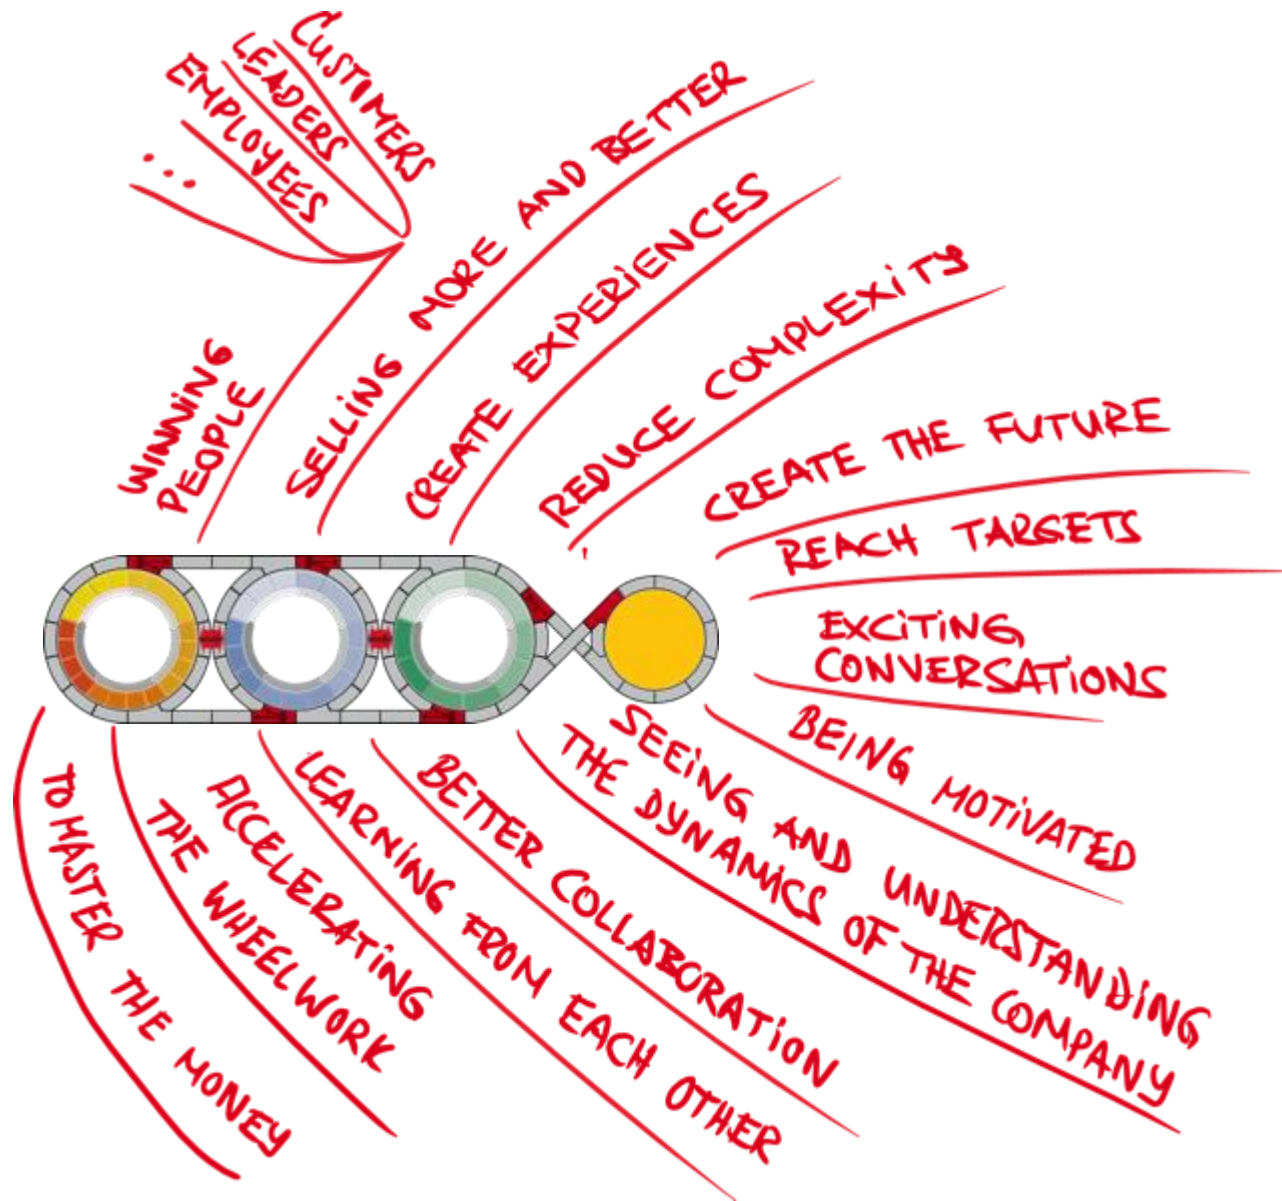 CUSTOMERS
LEADERS
EMPLOYEES
...
WINNING
PEOPLE
SELLING MORE AND BETTER
CREATE EXPERIENCES
REDUCE COMPLEXITY
CREATE THE FUTURE
REACH TARGETS
EXCITING
CONVERSATIONS
BEING MOTIVATED
SEEING AND UNDERSTANDING
THE DYNAMICS OF THE COMPANY
BETTER COLLABORATION
LEARNING FROM EACH OTHER
ACCELERATING
THE WHEELWORK
TO MASTER THE MONEY